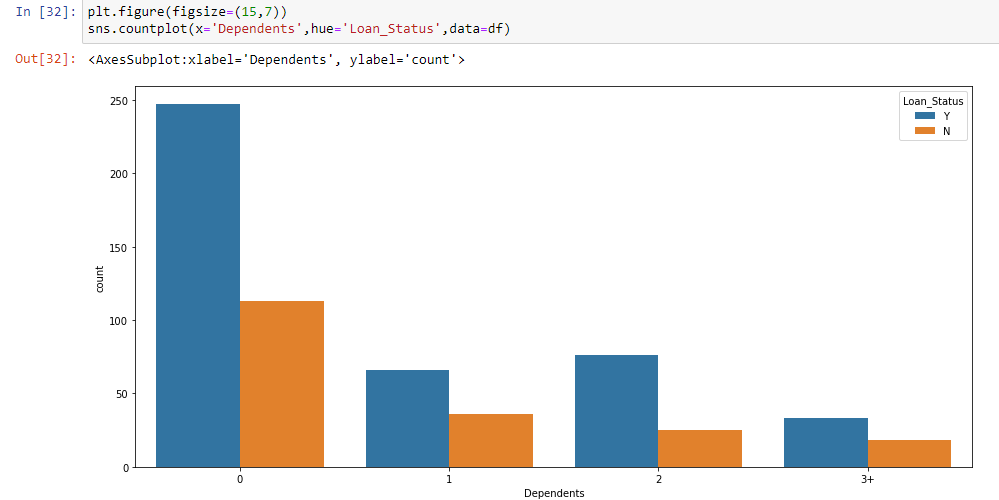 In [32]: plt.figure(figsize=(15,7))
sns.countplot(x='Dependents',hue='Loan_Status',data=df)
Out[32]: <AxesSubplot:xlabel='Dependents', ylabel='count'>
Loan_Status
Y
N
250
200
150
100
50
0
count
0 1 2 3+
Dependents